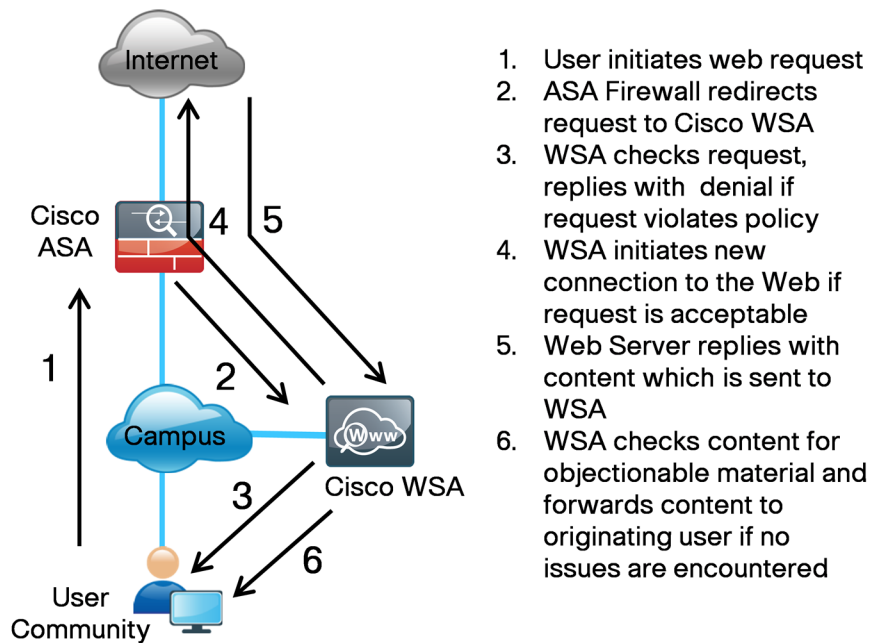 Internet
Cisco
ASA
4
5
1
2
Campus
Www
Cisco WSA
3
6
User
Community
1. User initiates web request
2. ASA Firewall redirects
request to Cisco WSA
3. WSA checks request,
replies with denial if
request violates policy
4. WSA initiates new
connection to the Web if
request is acceptable
5. Web Server replies with
content which is sent to
WSA
6. WSA checks content for
objectionable material and
forwards content to
originating user if no
issues are encountered